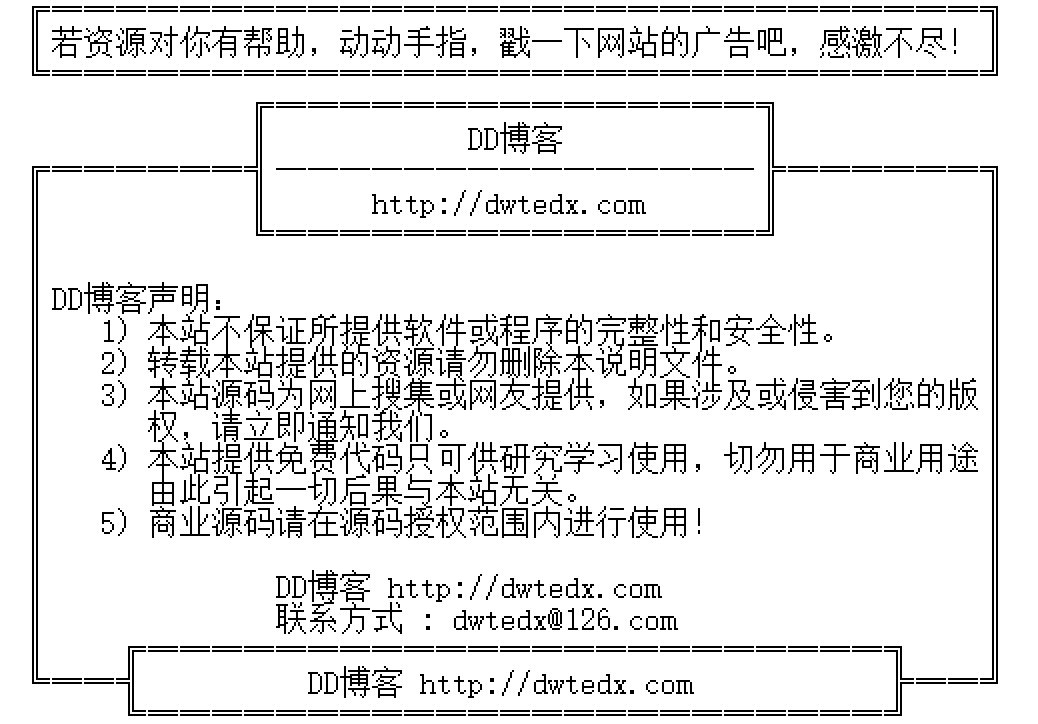 若资源对你有帮助，动动手指，戳一下网站的广告吧，感激不尽！
DD博客
http://dwtedx.com
DD博客声明：
1) 本站不保证所提供软件或程序的完整性和安全性。
2) 转载本站提供的资源请勿删除本说明文件。
3) 本站源码为网上搜集或网友提供，如果涉及或侵害到您的版
权，请立即通知我们。
4) 本站提供免费代码只可供研究学习使用，切勿用于商业用途
由此引起一切后果与本站无关。
5) 商业源码请在源码授权范围内进行使用！
DD博客 http://dwtedx.com
联系方式 : dwtedx@126.com
DD博客 http://dwtedx.com